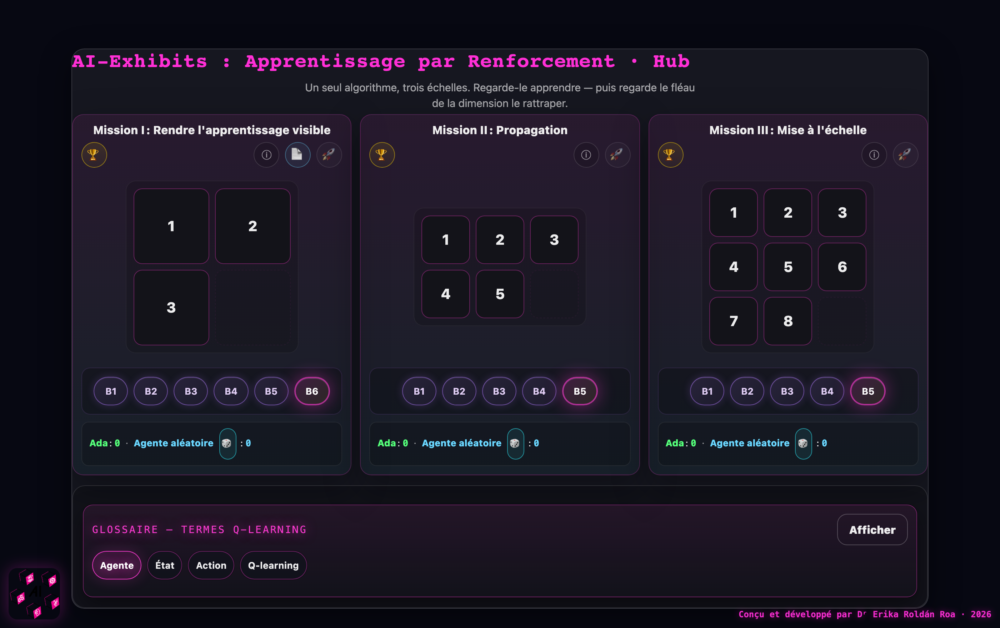 AI-Exhibits : Apprentissage par Renforcement · Hub
Un seul algorithme, trois échelles. Regarde-le apprendre — puis regarde le fléau
de la dimension le rattraper.
Mission I : Rendre l'apprentissage visible
1 2
3
B1 B2 B3 B4 B5 B6
Ada : 0 · Agente aléatoire : 0
Mission II : Propagation
1 2 3
4 5
B1 B2 B3 B4 B5
Ada : 0 · Agente aléatoire : 0
Mission III : Mise à l'échelle
1 2 3
4 5 6
7 8
B1 B2 B3 B4 B5
Ada : 0 · Agente aléatoire : 0
GLOSSAIRE — TERMES Q-LEARNING
Afficher
Agente État Action Q-learning
AI
Conçu et développé par Dʳ Erika Roldán Roa · 2026